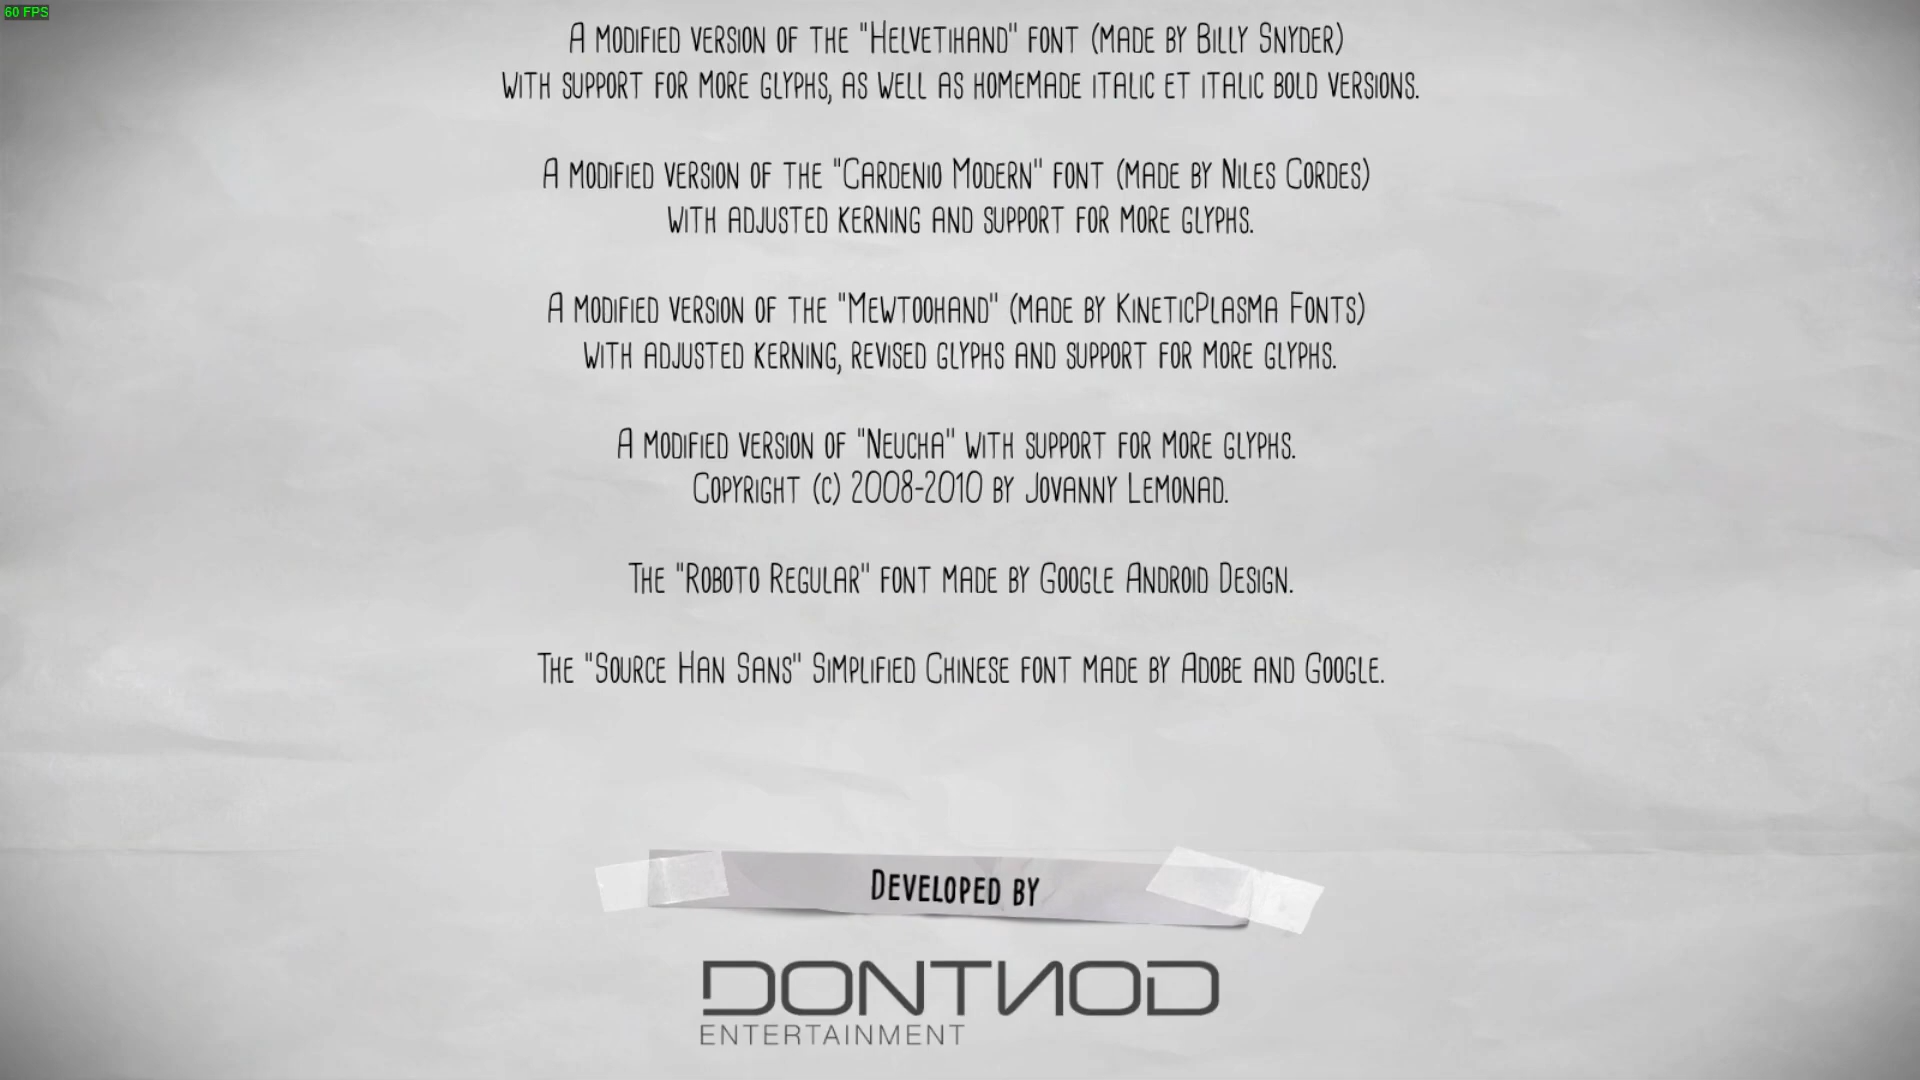 60 FPS
A modified version of the "Helvetihand" font (made by Billy Snyder)
with support for more glyphs, as well as homemade italic et italic bold versions.
A modified version of the "Cardenio Modern" font (made by Niles Cordes)
with adjusted kerning and support for more glyphs.
A modified version of the "Mewtoohand" (made by KineticPlasma Fonts)
with adjusted kerning, revised glyphs and support for more glyphs.
A modified version of "Neucha" with support for more glyphs.
Copyright (c) 2008-2010 by Jovanny Lemonad.
The "Roboto Regular" font made by Google Android Design.
The "Source Han Sans" Simplified Chinese font made by Adobe and Google.
Developed by
DONTNOD
ENTERTAINMENT